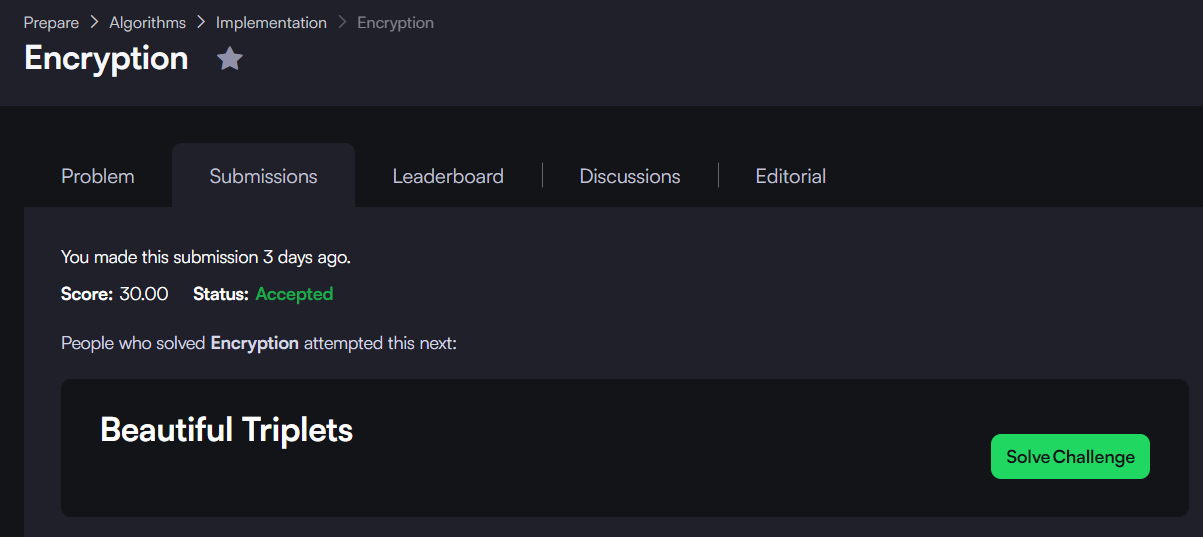 Prepare > Algorithms > Implementation > Encryption
Encryption
Problem Submissions Leaderboard Discussions Editorial
You made this submission 3 days ago.
Score: 30.00 Status: Accepted
People who solved Encryption attempted this next:
Beautiful Triplets
Solve Challenge